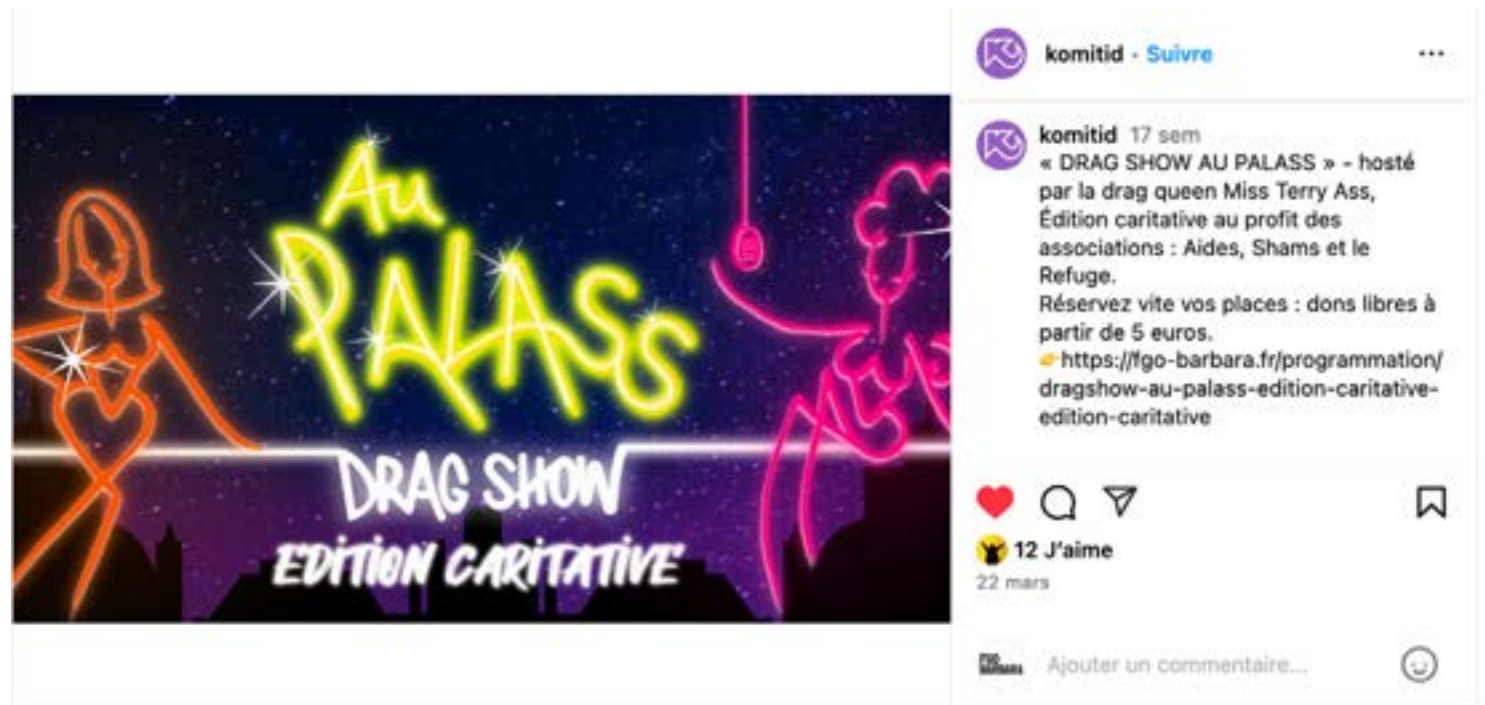 Au
PALASS
DRAG SHOW
EDITION CARITATIVE
komitid • Suivre
komitid 17 sem
« DRAG SHOW AU PALASS » - hosté
par la drag queen Miss Terry Ass,
Édition caritative au profit des
associations : Aides, Shams et le
Refuge.
Réservez vite vos places : dons libres à
partir de 5 euros.
👉https://fgo-barbara.fr/programmation/
dragshow-au-palass-edition-caritative-
edition-caritative
12 J'aime
22 mars
FGO
BARBARA
Ajouter un commentaire...